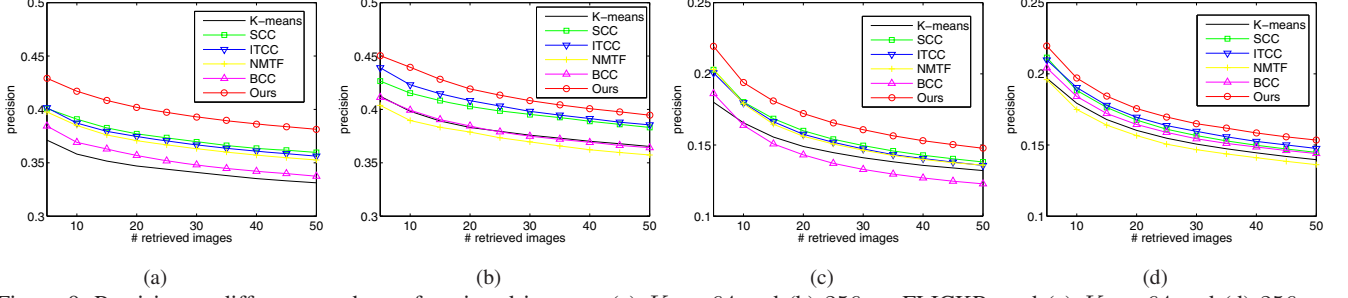 0.5
0.45
0.4
0.35
0.3
precision
10 20 30 40 50
# retrieved images
K−means
SCC
ITCC
NMTF
BCC
Ours
(a)
0.5
0.45
0.4
0.35
0.3
precision
10 20 30 40 50
# retrieved images
K−means
SCC
ITCC
NMTF
BCC
Ours
(b)
0.25
0.2
0.15
0.1
precision
10 20 30 40 50
# retrieved images
K−means
SCC
ITCC
NMTF
BCC
Ours
(c)
0.25
0.2
0.15
0.1
precision
10 20 30 40 50
# retrieved images
K−means
SCC
ITCC
NMTF
BCC
Ours
(d)